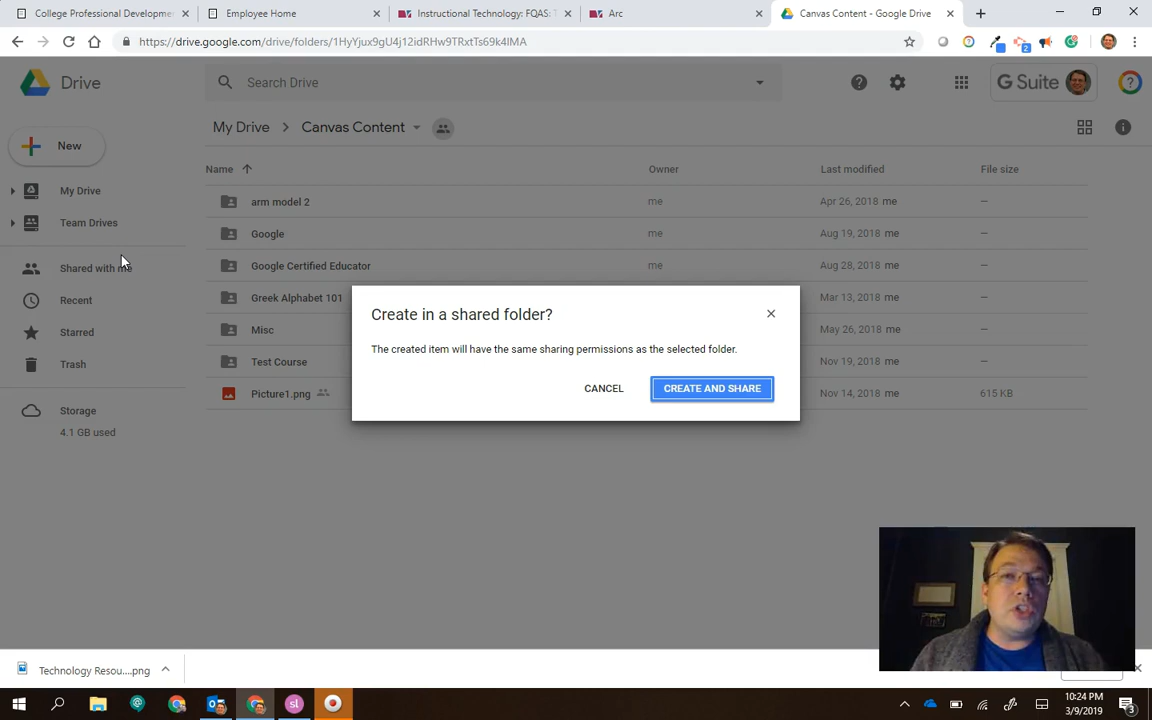 College Professional Developmen
Employee Home
Instructional Technology: FQAS: T
Arc
Canvas Content - Google Drive
https://drive.google.com/drive/folders/1HyYjux9gU4j12idRHw9TRxtTs69k4lMA
2
Drive
Search Drive
G Suite
New
My Drive
Canvas Content
Name
Owner
Last modified
File size
My Drive
arm model 2
me
Apr 26, 2018 me
–
Team Drives
Google
me
Aug 19, 2018 me
–
Shared with me
Google Certified Educator
me
Aug 28, 2018 me
–
Recent
Greek Alphabet 101
Mar 13, 2018 me
–
Starred
Misc
May 26, 2018 me
–
Trash
Test Course
Nov 19, 2018 me
–
Picture1.png
Nov 14, 2018 me
615 KB
Storage
4.1 GB used
Create in a shared folder?
The created item will have the same sharing permissions as the selected folder.
CANCEL
CREATE AND SHARE
Technology Resou....png
sl
10:24 PM
3/9/2019
3